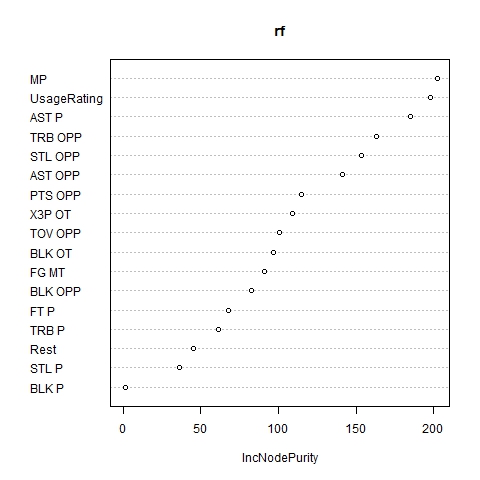 rf
MP
UsageRating
AST P
TRB OPP
STL OPP
AST OPP
PTS OPP
X3P OT
TOV OPP
BLK OT
FG MT
BLK OPP
FT P
TRB P
Rest
STL P
BLK P
0 50 100 150 200
IncNodePurity